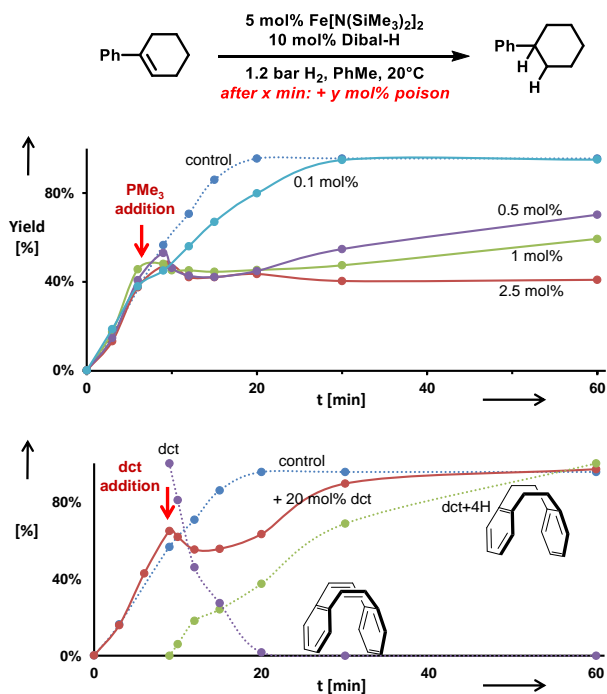 5 mol% Fe[N(SiMe3)2]2
10 mol% Dibal-H
Ph
Ph
H
H
1.2 bar H2, PhMe, 20°C
after x min: + y mol% poison
control
0.1 mol%
80%
PMe3
addition
Yield
[%]
0.5 mol%
1 mol%
40%
2.5 mol%
0%
0
20
40
60
t [min]
dct
control
dct
addition
+ 20 mol% dct
dct+4H
80%
[%]
40%
0%
0
20
40
60
t [min]